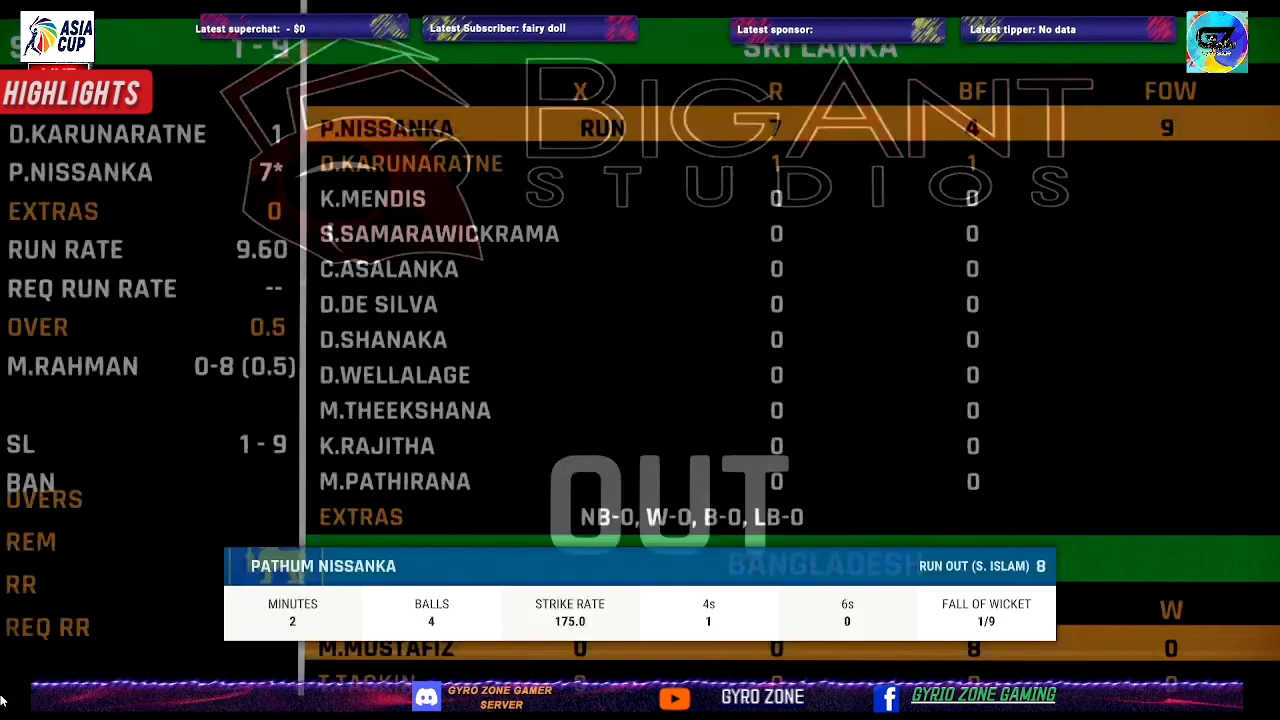 ASIA CUP
Latest superchat: - $0
Latest Subscriber: fairy doll
Latest sponsor:
Latest tipper: No data
S 1 - 9
SRI LANKA
HIGHLIGHTS
BIGANT STUDIOS
X R BF FOW
D.KARUNARATNE 1
P.NISSANKA 7*
EXTRAS 0
RUN RATE 9.60
REQ RUN RATE --
OVER 0.5
M.RAHMAN 0-8 (0.5)
SL 1 - 9
BAN
OVERS
REM
RR
REQ RR
P.NISSANKA RUN 7 4 9
D.KARUNARATNE 1 1
K.MENDIS 0 0
S.SAMARAWICKRAMA 0 0
C.ASALANKA 0 0
D.DE SILVA 0 0
D.SHANAKA 0 0
D.WELLALAGE 0 0
M.THEEKSHANA 0 0
K.RAJITHA 0 0
M.PATHIRANA 0 0
EXTRAS NB-0, W-0, B-0, LB-0
OUT
BANGLADESH
PATHUM NISSANKA RUN OUT (S. ISLAM) 8
MINUTES BALLS STRIKE RATE 4s 6s FALL OF WICKET
2 4 175.0 1 0 1/9
W
M.MUSTAFIZ 0 0 8 0
T.TASKIN
GYRO ZONE GAMER SERVER
GYRO ZONE
GYRIO ZONE GAMING